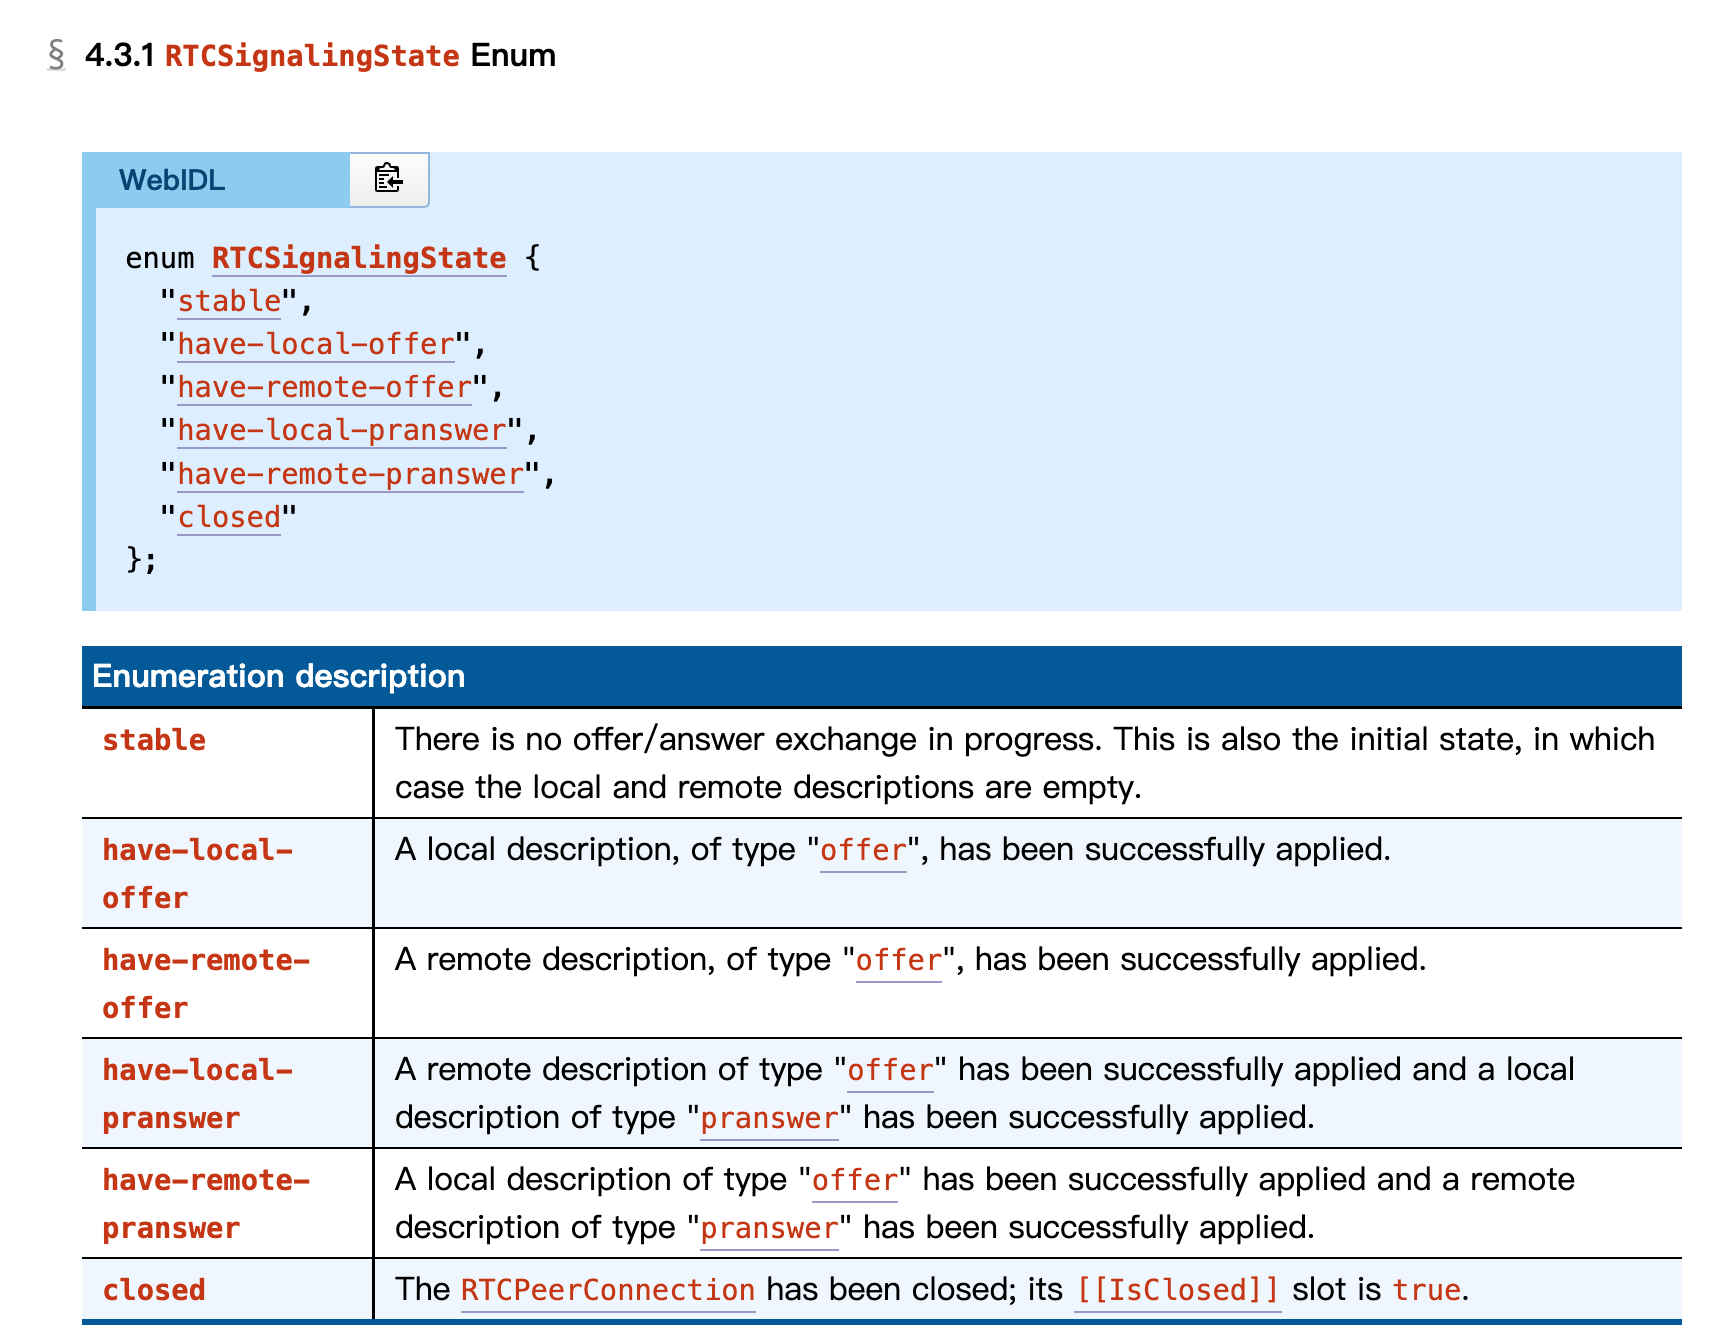 § 4.3.1 RTCSignalingState Enum
WebIDL
enum RTCSignalingState {
"stable",
"have-local-offer",
"have-remote-offer",
"have-local-pranswer",
"have-remote-pranswer",
"closed"
};
Enumeration description
stable
There is no offer/answer exchange in progress. This is also the initial state, in which
case the local and remote descriptions are empty.
have-local-
offer
A local description, of type "offer", has been successfully applied.
have-remote-
offer
A remote description, of type "offer", has been successfully applied.
have-local-
pranswer
A remote description of type "offer" has been successfully applied and a local
description of type "pranswer" has been successfully applied.
have-remote-
pranswer
A local description of type "offer" has been successfully applied and a remote
description of type "pranswer" has been successfully applied.
closed
The RTCPeerConnection has been closed; its [[IsClosed]] slot is true.